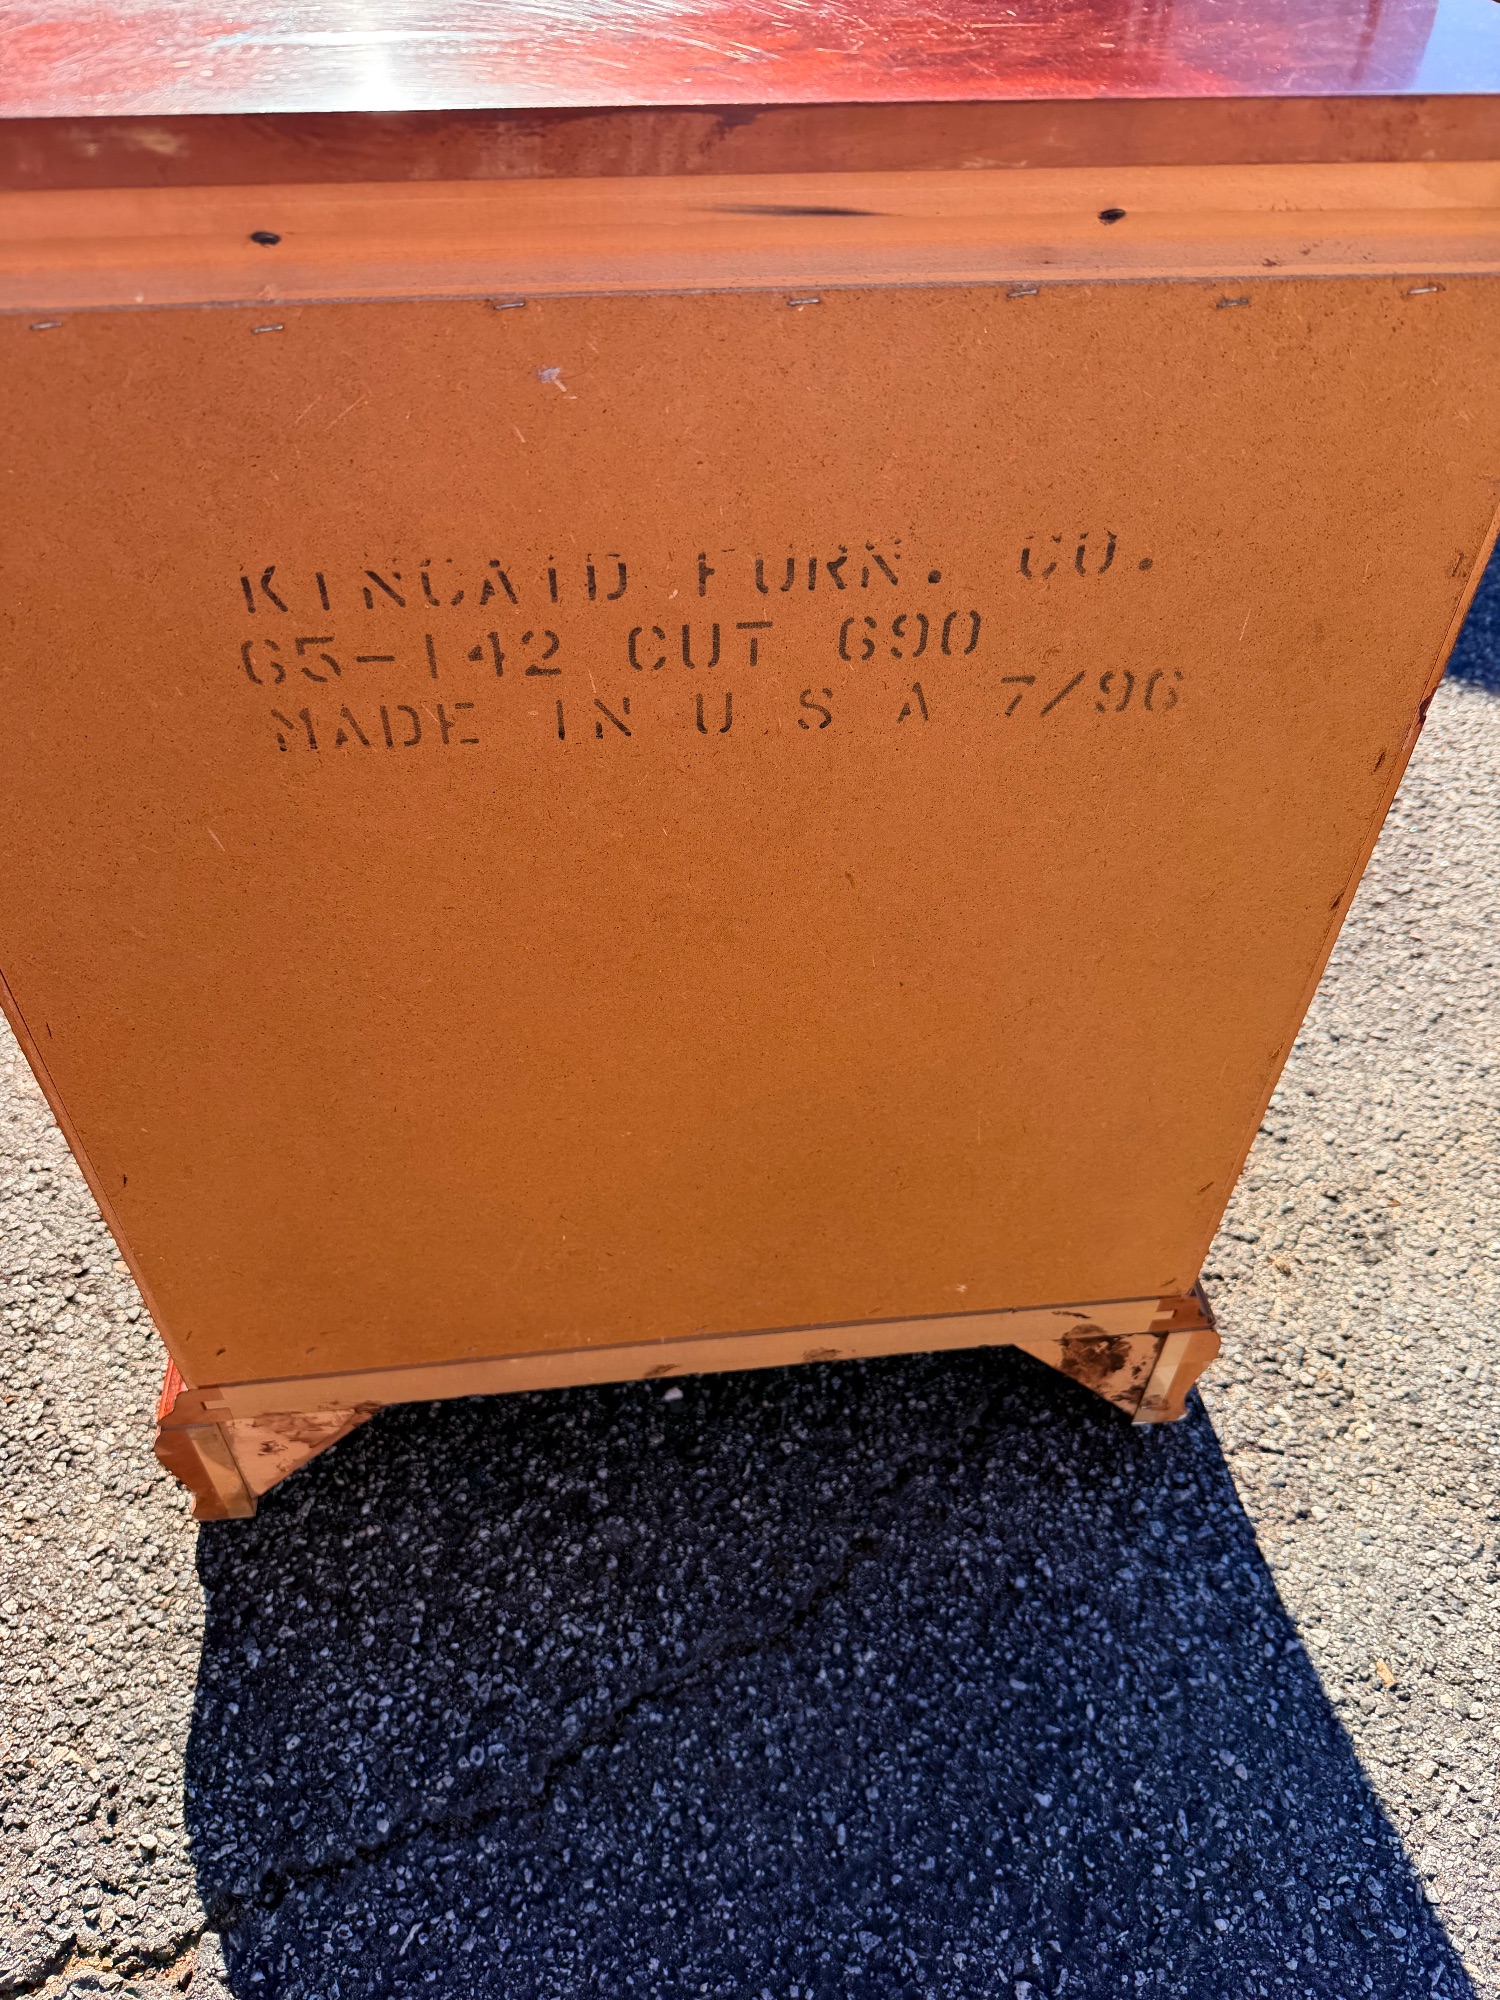 KINCAID FURN. CO.
65-142 CUT 690
MADE IN U S A 7/96